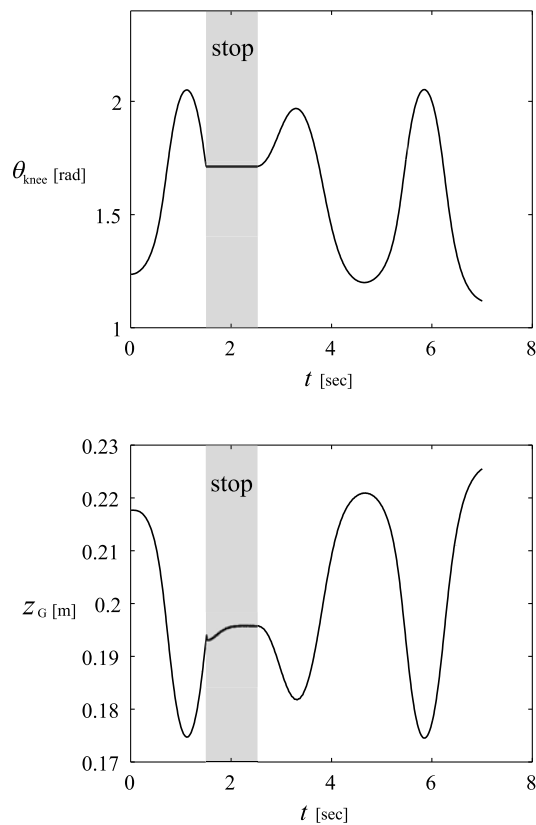 stop
2
θknee [rad]
1.5
1
0 2 4 6 8
t [sec]
0.23
stop
0.22
0.21
0.2
zG [m]
0.19
0.18
0.17
0 2 4 6 8
t [sec]